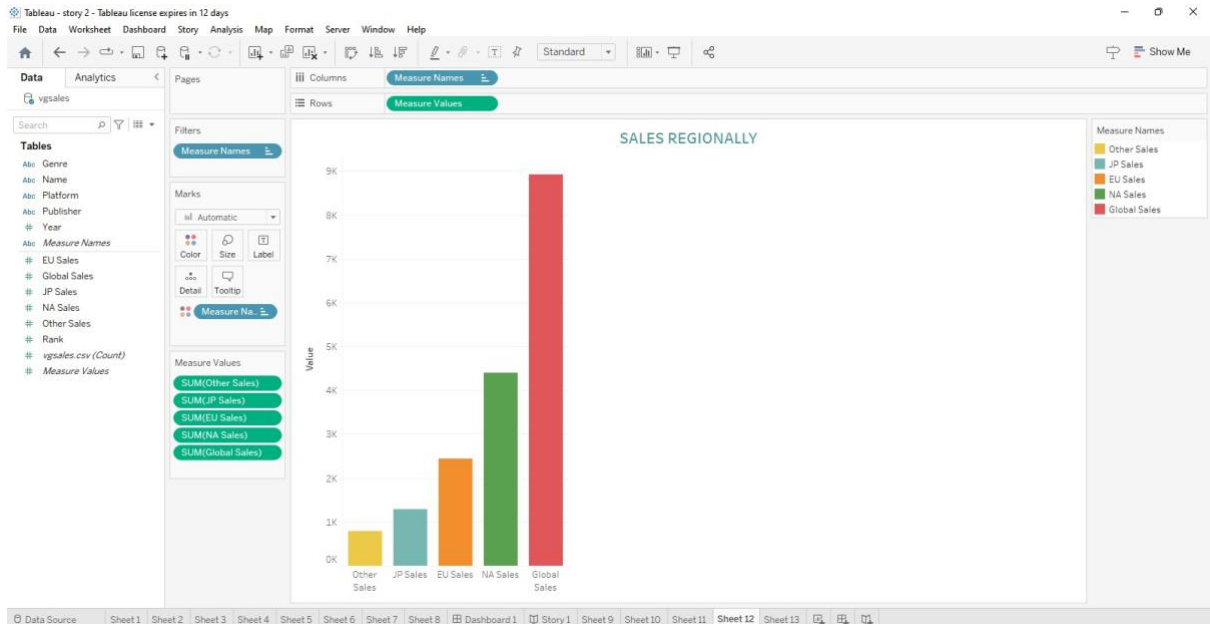 Tableau - story 2 - Tableau license expires in 12 days
File Data Worksheet Dashboard Story Analysis Map Format Server Window Help
Standard
Show Me
Data Analytics
vgsales
Search
Tables
Abc Genre
Abc Name
Abc Platform
Abc Publisher
# Year
Abc Measure Names
# EU Sales
# Global Sales
# JP Sales
# NA Sales
# Other Sales
# Rank
# vgsales.csv (Count)
# Measure Values
Pages
Filters
Measure Names
Marks
Automatic
Color Size Label
Detail Tooltip
Measure Na..
Measure Values
SUM(Other Sales)
SUM(JP Sales)
SUM(EU Sales)
SUM(NA Sales)
SUM(Global Sales)
Columns Measure Names
Rows Measure Values
SALES REGIONALLY
Value
9K
8K
7K
6K
5K
4K
3K
2K
1K
0K
Other Sales
JP Sales
EU Sales
NA Sales
Global Sales
Measure Names
Other Sales
JP Sales
EU Sales
NA Sales
Global Sales
Data Source Sheet 1 Sheet 2 Sheet 3 Sheet 4 Sheet 5 Sheet 6 Sheet 7 Sheet 8 Dashboard 1 Story 1 Sheet 9 Sheet 10 Sheet 11 Sheet 12 Sheet 13